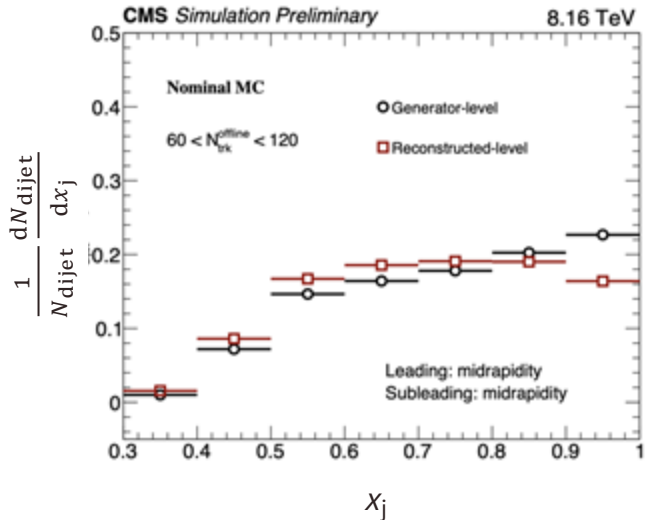 CMS Simulation Preliminary 8.16 TeV
0.5
Nominal MC
0.4
Generator-level
60 < N_trk^offline < 120
Reconstructed-level
0.3
1/N_dijet dN_dijet/dx_j
0.2
0.1
Leading: midrapidity
Subleading: midrapidity
0
0.3 0.4 0.5 0.6 0.7 0.8 0.9 1
x_j